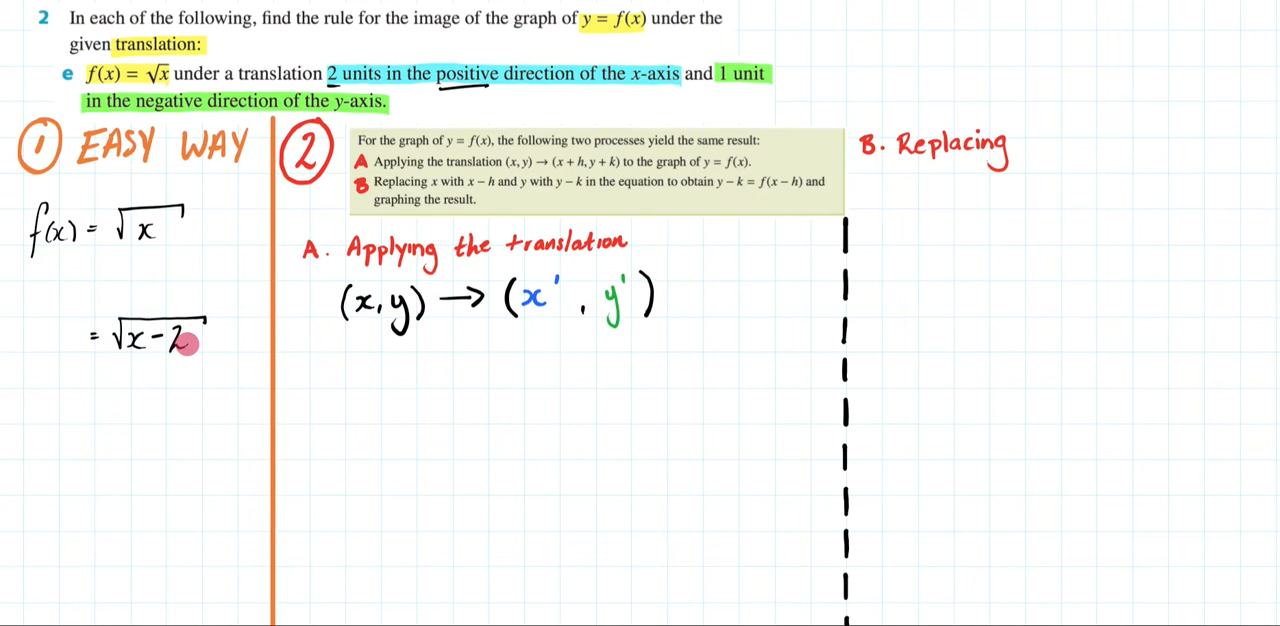 2 In each of the following, find the rule for the image of the graph of y = f(x) under the
given translation:
e f(x) = √x under a translation 2 units in the positive direction of the x-axis and 1 unit
in the negative direction of the y-axis.
① EASY WAY
f(x) = √x
= √x-2
②
For the graph of y = f(x), the following two processes yield the same result:
A Applying the translation (x, y) → (x + h, y + k) to the graph of y = f(x).
B Replacing x with x − h and y with y − k in the equation to obtain y − k = f(x − h) and
graphing the result.
A. Applying the translation
(x, y) → (x', y')
B. Replacing